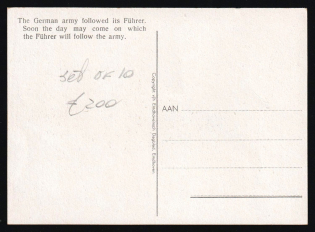 The German army followed its Führer.
Soon the day may come on which
the Führer will follow the army.
set of 10
£200
AAN